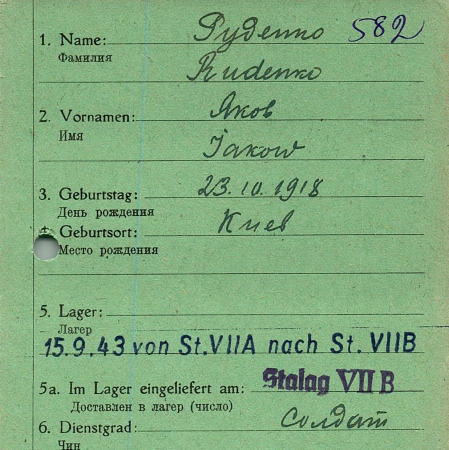 582
1. Name: Руденко
Фамилия
Rudenko
2. Vornamen: Яков
Имя
Jakow
3. Geburtstag: 23.10.1918
День рождения
Geburtsort: Киев
Место рождения
5. Lager:
Лагер
15.9.43 von St. VIIA nach St. VIIB
5a. Im Lager eingeliefert am: Stalag VII B
Доставлен в лагер (число)
6. Dienstgrad: Солдат
Чин